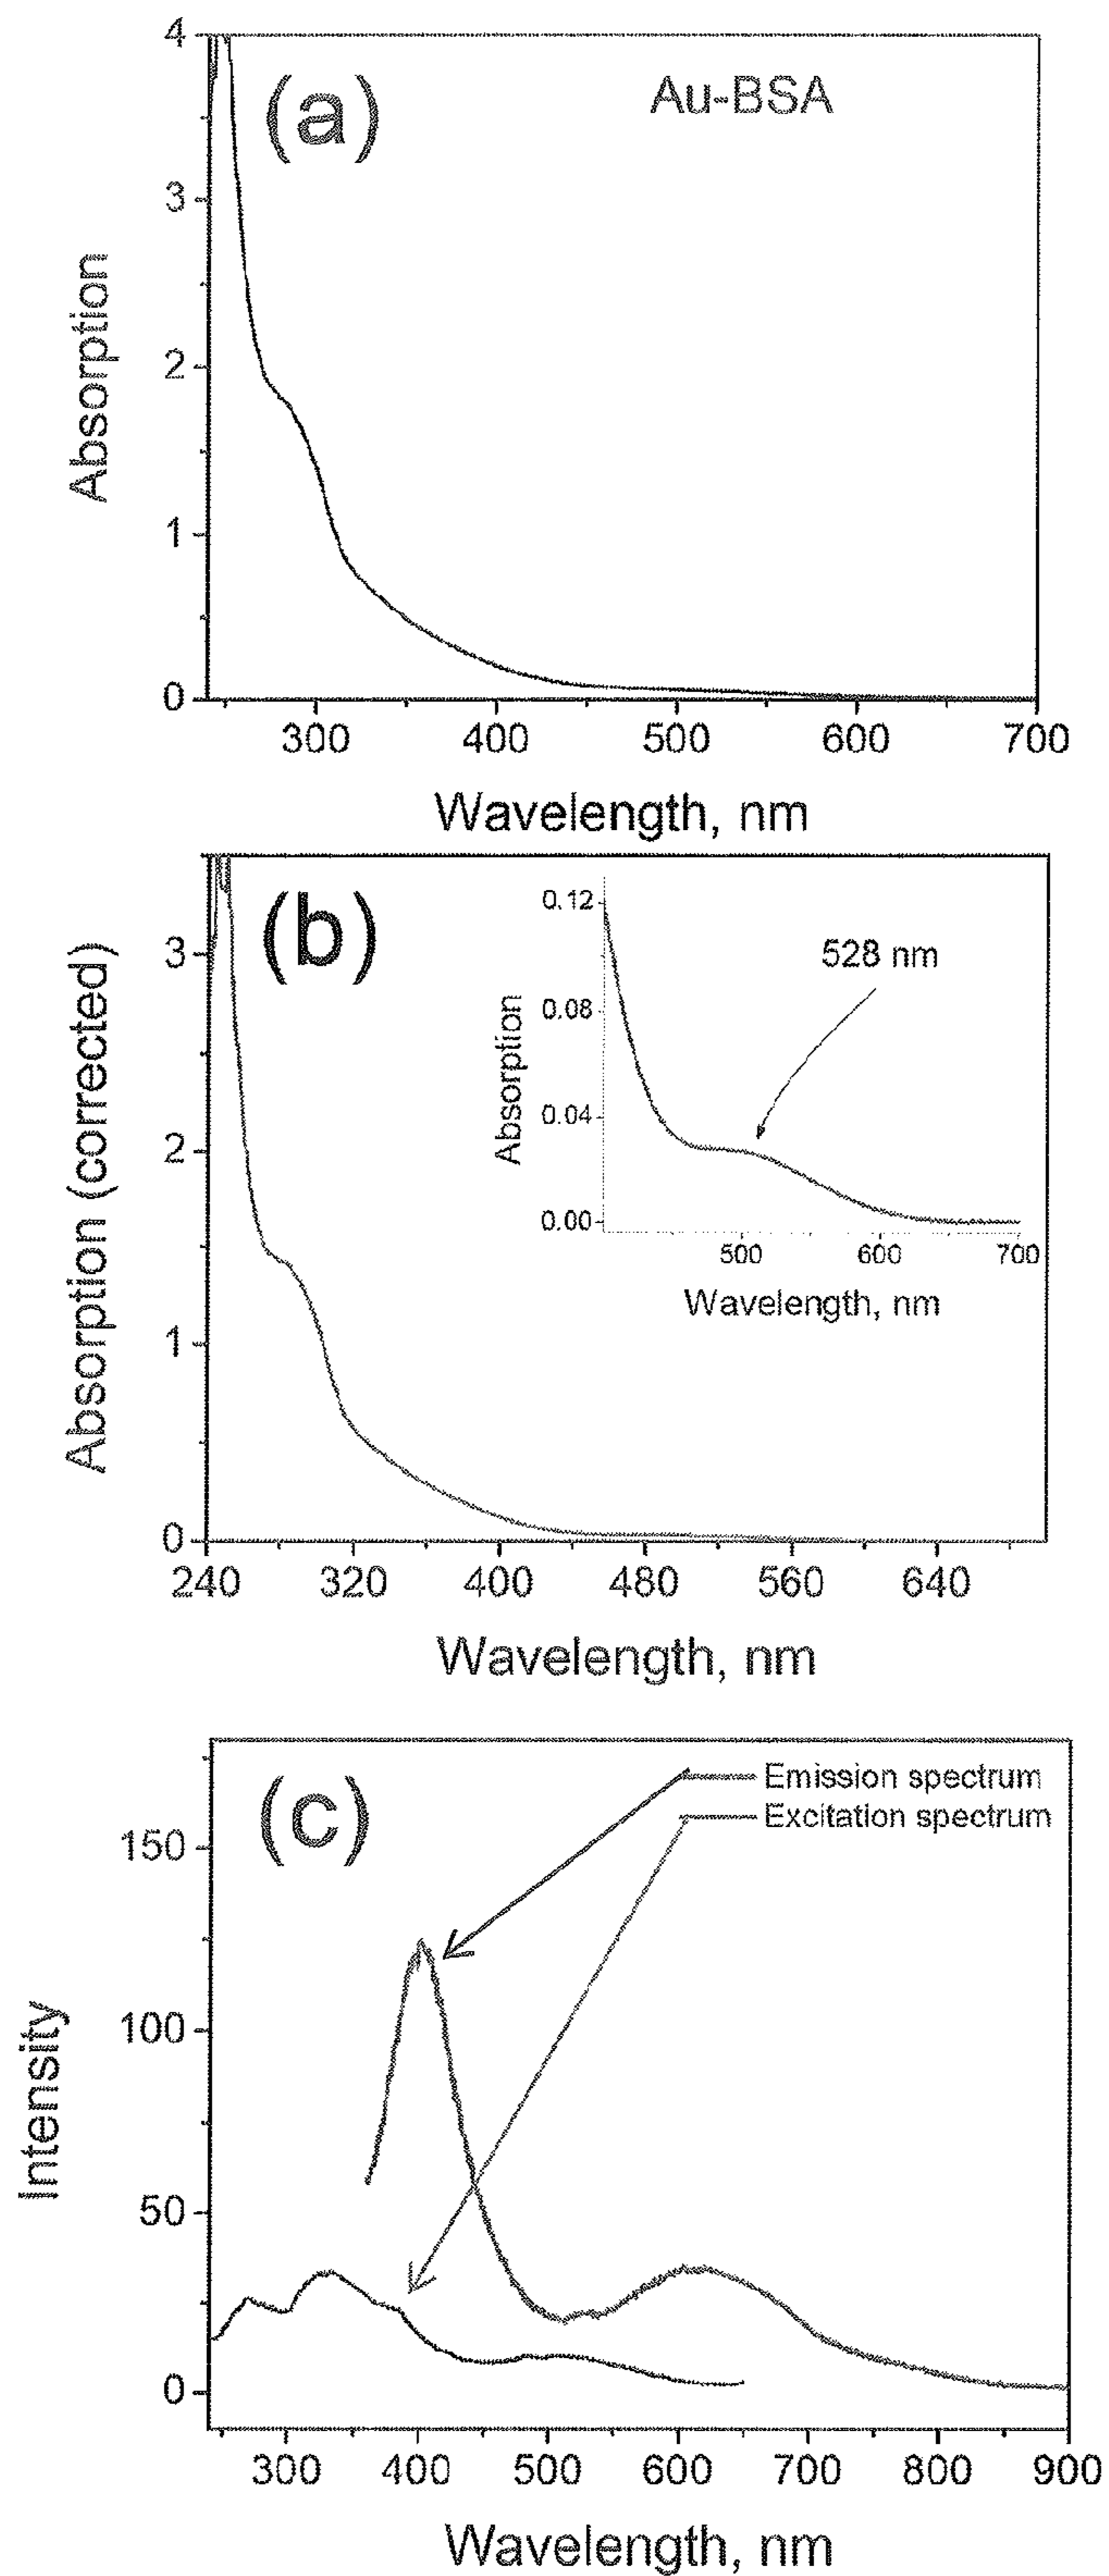 (a)
Au-BSA
4
3
2
1
0
Absorption
300 400 500 600 700
Wavelength, nm
(b)
3
2
1
0
Absorption (corrected)
240 320 400 480 560 640
Wavelength, nm
528 nm
0.12
0.08
0.04
0.00
Absorption
500 600 700
Wavelength, nm
(c)
Emission spectrum
Excitation spectrum
150
100
50
0
Intensity
300 400 500 600 700 800 900
Wavelength, nm